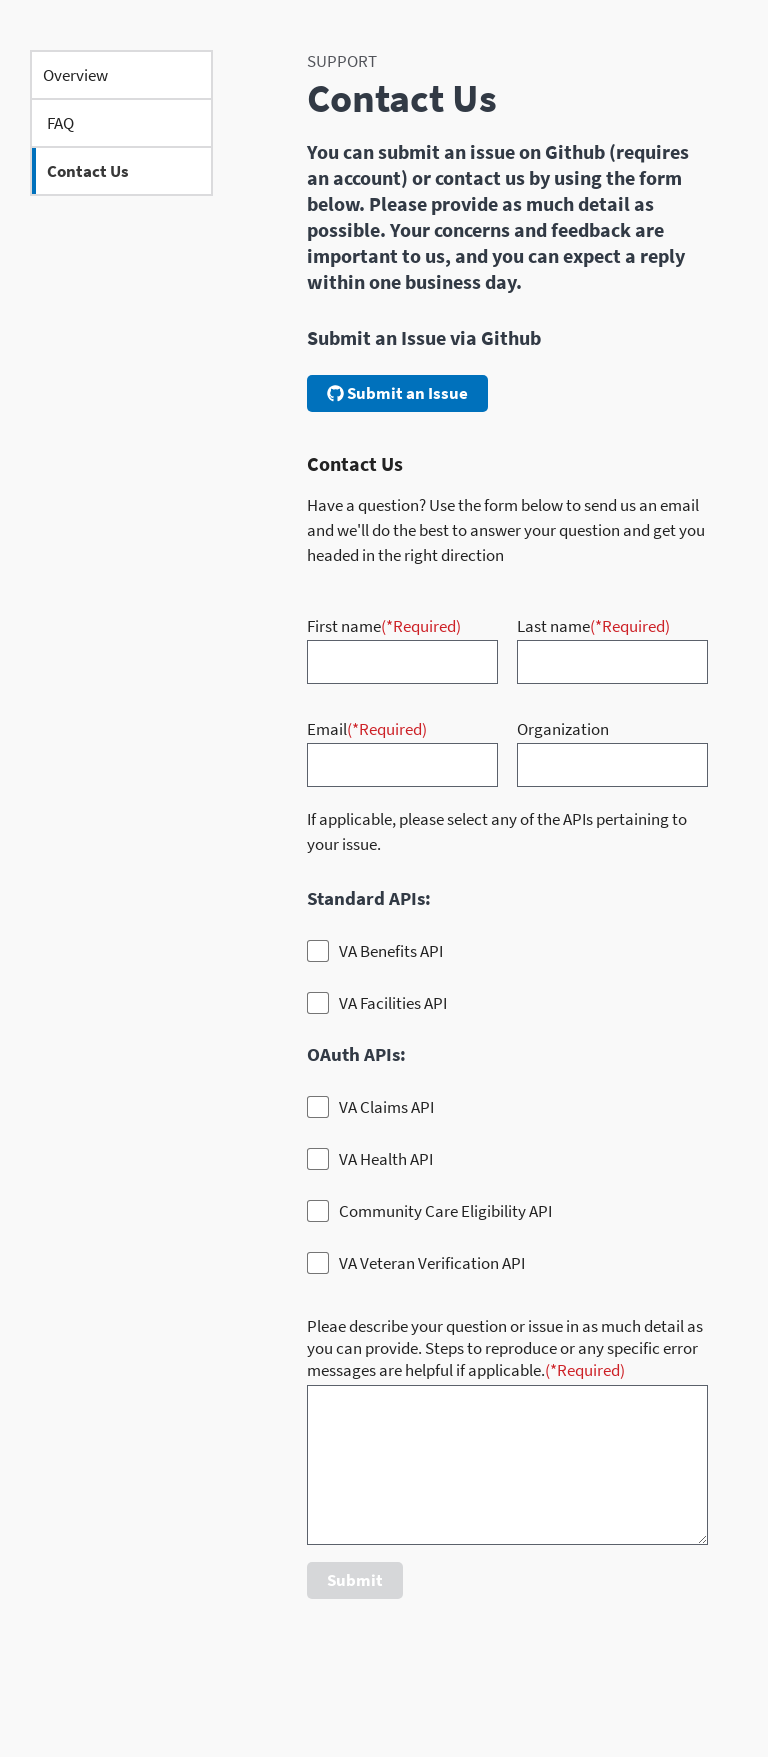 Overview
FAQ
Contact Us
SUPPORT
Contact Us
You can submit an issue on Github (requires
an account) or contact us by using the form
below. Please provide as much detail as
possible. Your concerns and feedback are
important to us, and you can expect a reply
within one business day.
Submit an Issue via Github
Submit an Issue
Contact Us
Have a question? Use the form below to send us an email
and we'll do the best to answer your question and get you
headed in the right direction
First name(*Required)
Last name(*Required)
Email(*Required)
Organization
If applicable, please select any of the APIs pertaining to
your issue.
Standard APIs:
VA Benefits API
VA Facilities API
OAuth APIs:
VA Claims API
VA Health API
Community Care Eligibility API
VA Veteran Verification API
Pleae describe your question or issue in as much detail as
you can provide. Steps to reproduce or any specific error
messages are helpful if applicable.(*Required)
Submit